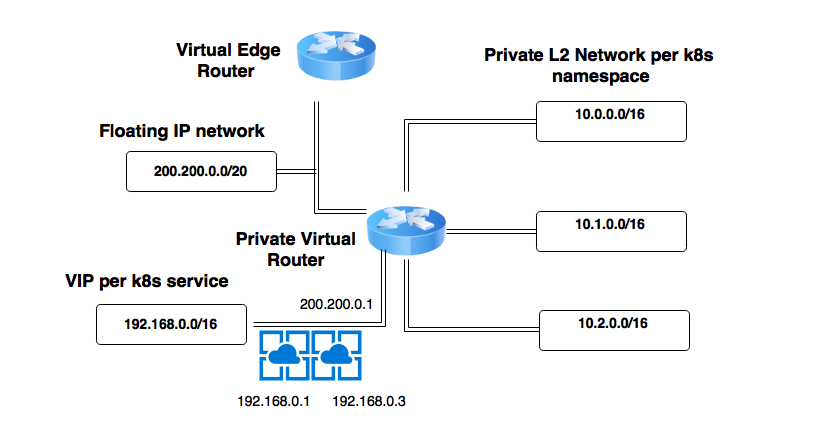 Virtual Edge
Router
Private L2 Network per k8s
namespace
10.0.0.0/16
Floating IP network
200.200.0.0/20
10.1.0.0/16
Private Virtual
Router
VIP per k8s service
200.200.0.1
192.168.0.0/16
10.2.0.0/16
192.168.0.1
192.168.0.3